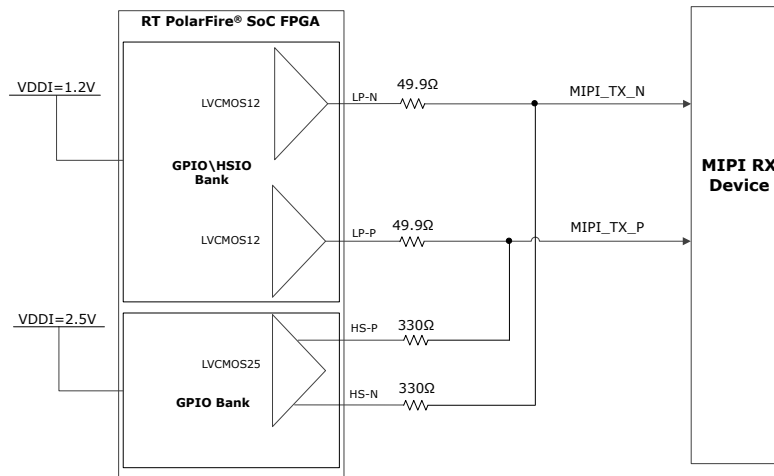 RT PolarFire® SoC FPGA
VDDI=1.2V
LVCMOS12
LP-N
49.9Ω
MIPI_TX_N
GPIO\HSIO
Bank
MIPI RX
Device
LVCMOS12
LP-P
49.9Ω
MIPI_TX_P
VDDI=2.5V
HS-P
330Ω
LVCMOS25
HS-N
330Ω
GPIO Bank